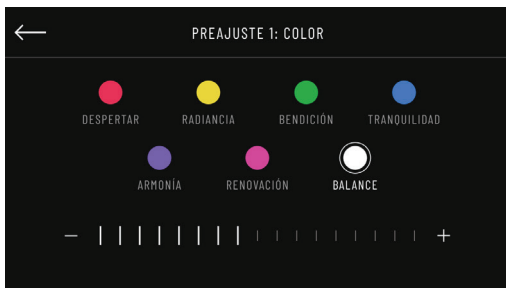 PREAJUSTE 1: COLOR
DESPERTAR RADIANCIA BENDICIÓN TRANQUILIDAD
ARMONÍA RENOVACIÓN BALANCE
− +